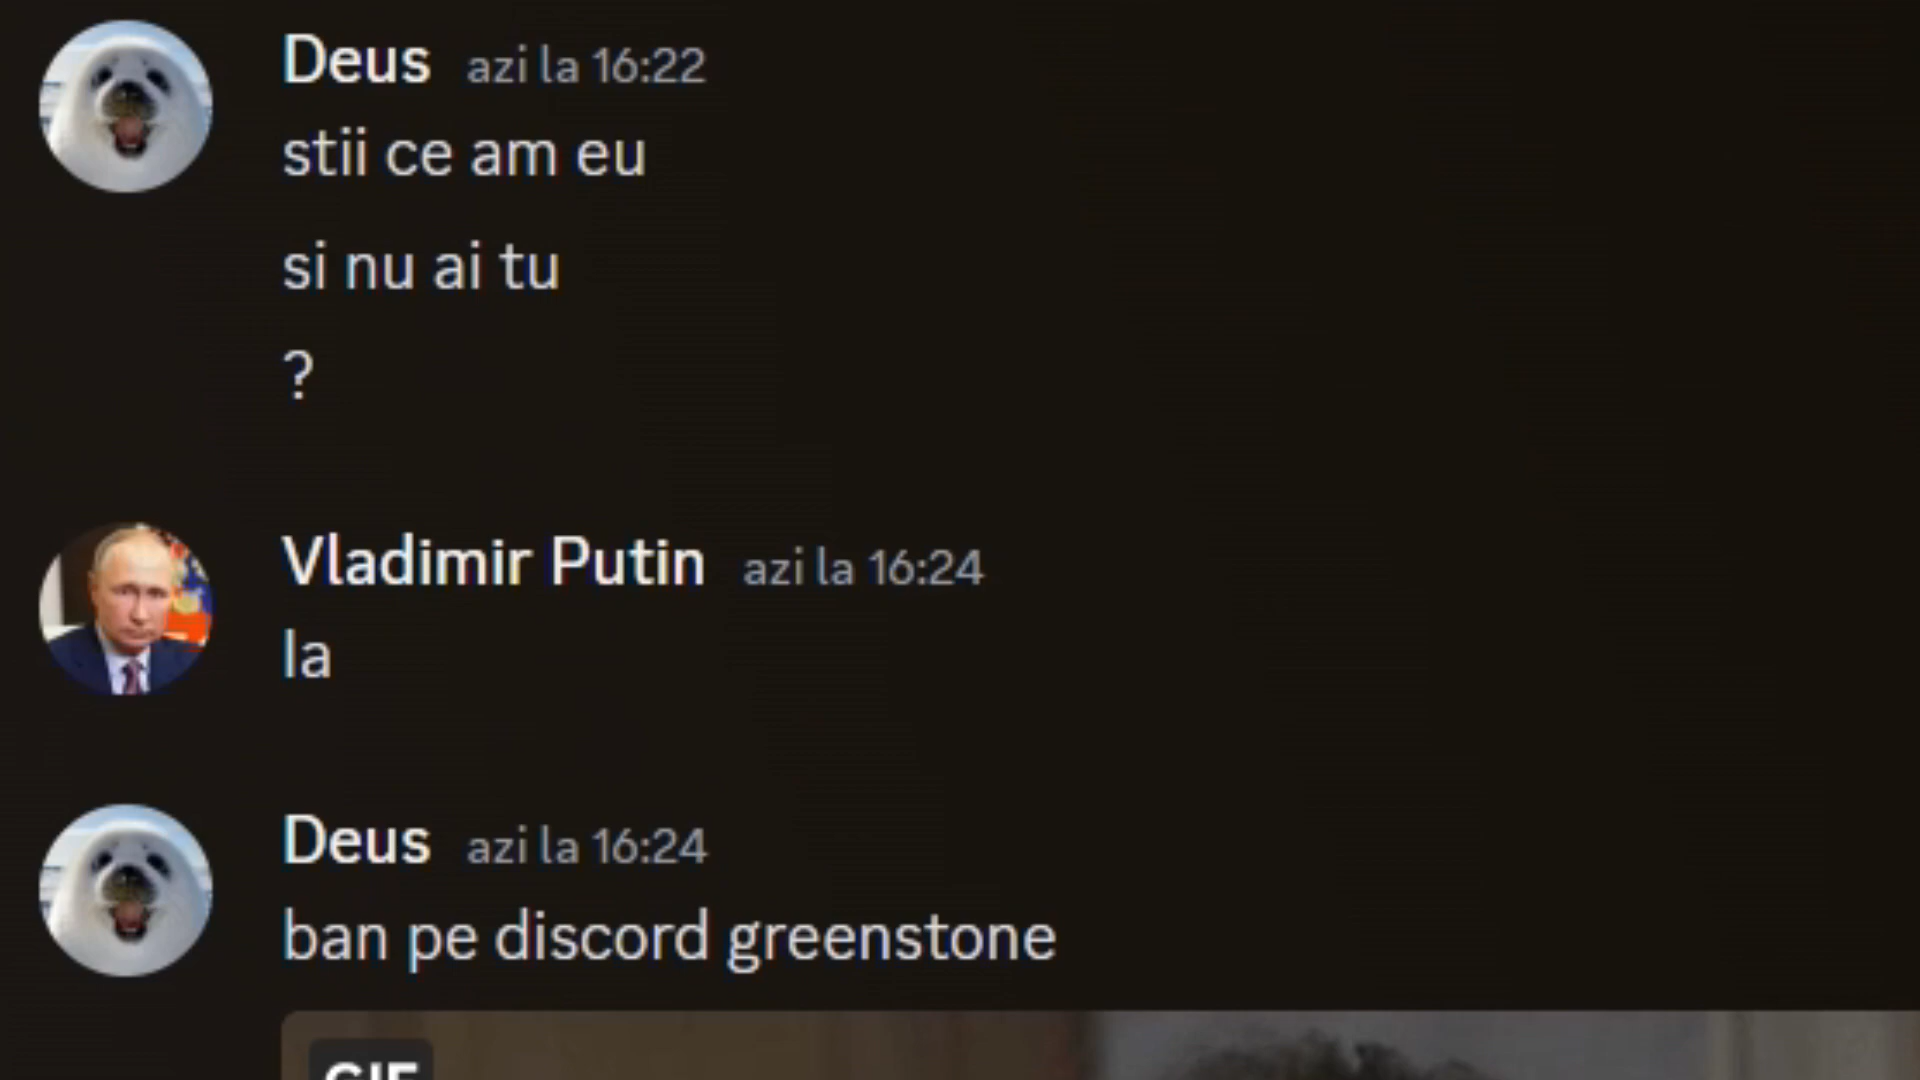 Deus azi la 16:22
stii ce am eu
si nu ai tu
?
Vladimir Putin azi la 16:24
la
Deus azi la 16:24
ban pe discord greenstone
GIF